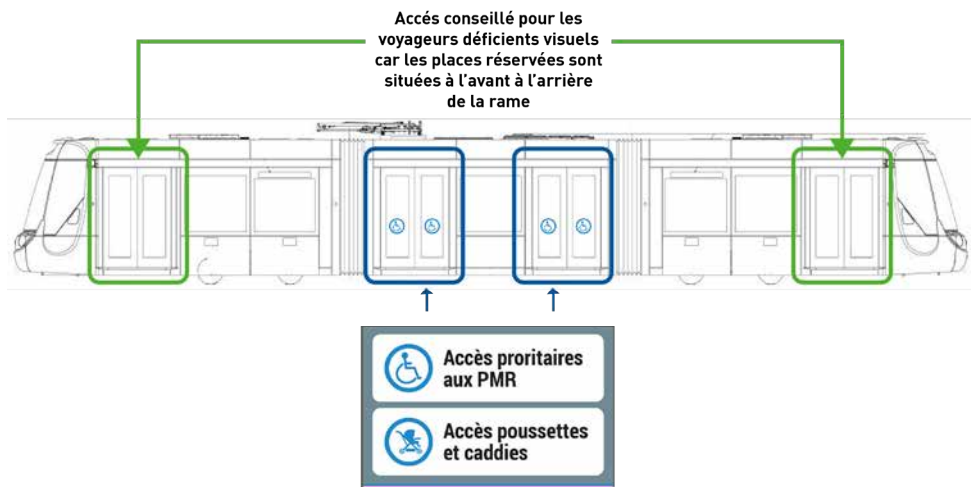 Accés conseillé pour les
voyageurs déficients visuels
car les places réservées sont
situées à l'avant à l'arrière
de la rame
Accès proritaires
aux PMR
Accès poussettes
et caddies